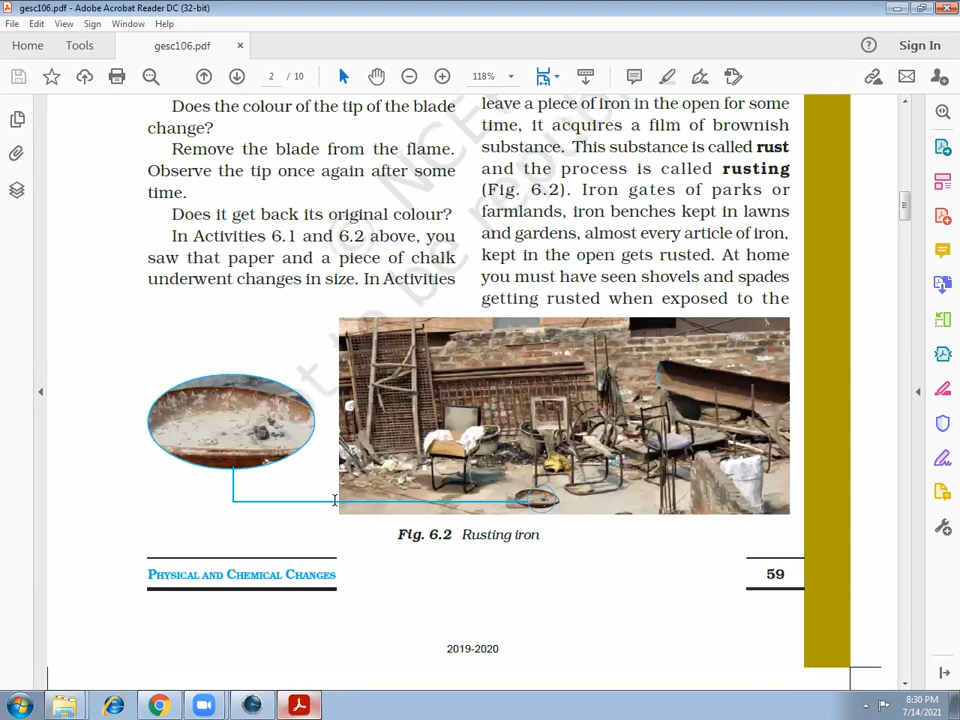 gesc106.pdf - Adobe Acrobat Reader DC (32-bit)
File Edit View Sign Window Help
Home Tools gesc106.pdf × Sign In
2 / 10 118%
Does the colour of the tip of the blade
change?
Remove the blade from the flame.
Observe the tip once again after some
time.
Does it get back its original colour?
In Activities 6.1 and 6.2 above, you
saw that paper and a piece of chalk
underwent changes in size. In Activities
leave a piece of iron in the open for some
time, it acquires a film of brownish
substance. This substance is called rust
and the process is called rusting
(Fig. 6.2). Iron gates of parks or
farmlands, iron benches kept in lawns
and gardens, almost every article of iron,
kept in the open gets rusted. At home
you must have seen shovels and spades
getting rusted when exposed to the
Fig. 6.2 Rusting iron
PHYSICAL AND CHEMICAL CHANGES
59
2019-2020
8:30 PM
7/14/2021